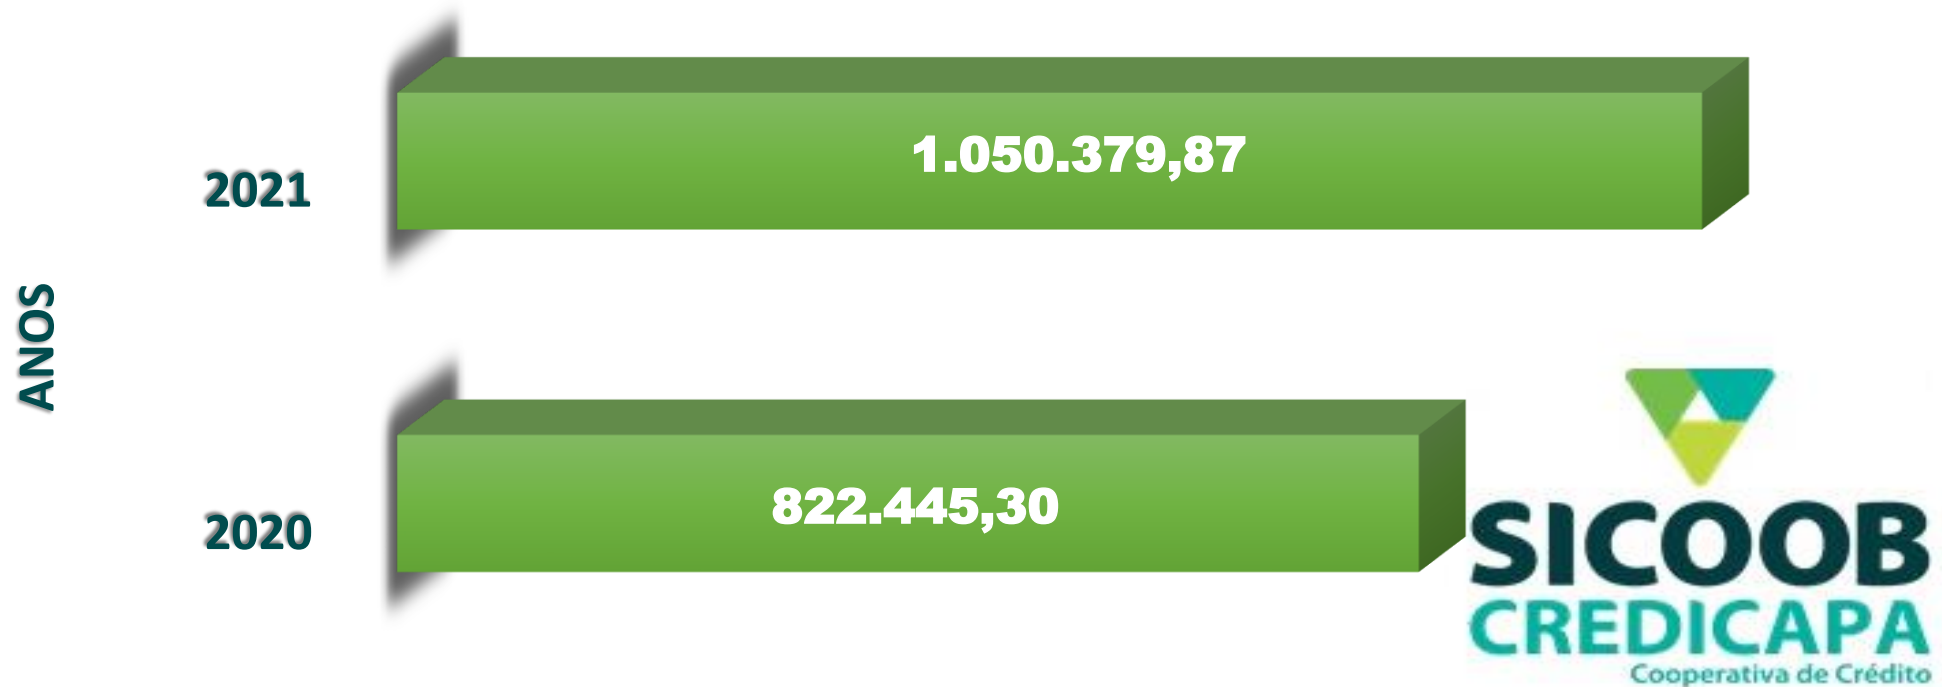 2021
1.050.379,87
ANOS
2020
822.445,30
SICOOB
CREDICAPA
Cooperativa de Crédito